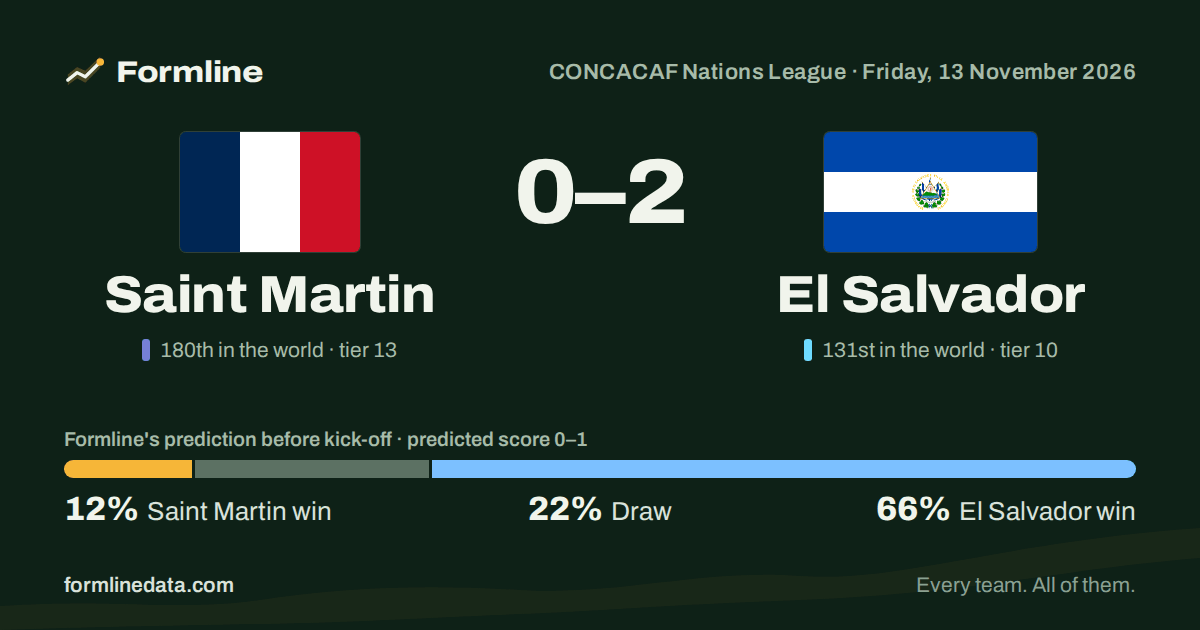 Formline
CONCACAF Nations League · Friday, 13 November 2026
0–2
Saint Martin
El Salvador
180th in the world · tier 13
131st in the world · tier 10
Formline's prediction before kick-off · predicted score 0–1
12% Saint Martin win
22% Draw
66% El Salvador win
formlinedata.com
Every team. All of them.